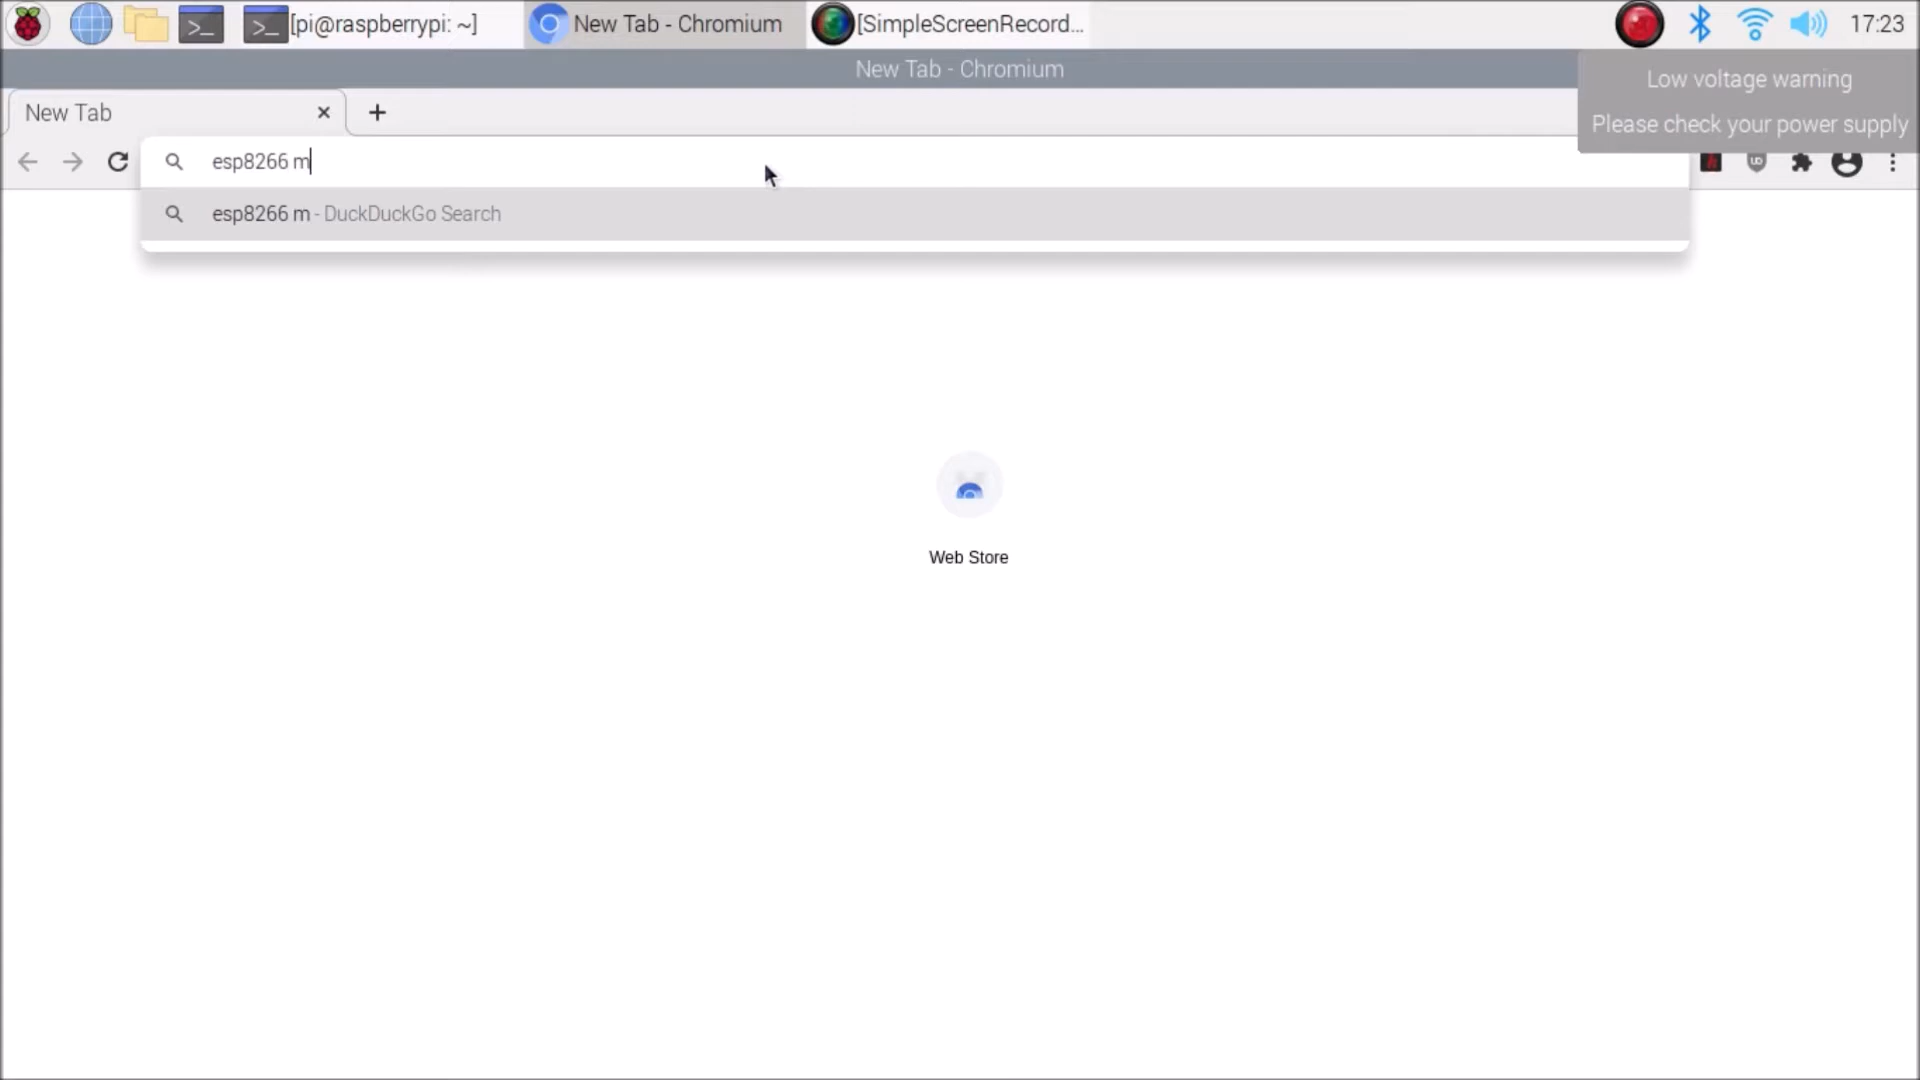 [pi@raspberrypi: ~]
New Tab - Chromium
[SimpleScreenRecord...
17:23
New Tab - Chromium
Low voltage warning
Please check your power supply
New Tab
esp8266 m
esp8266 m - DuckDuckGo Search
Web Store